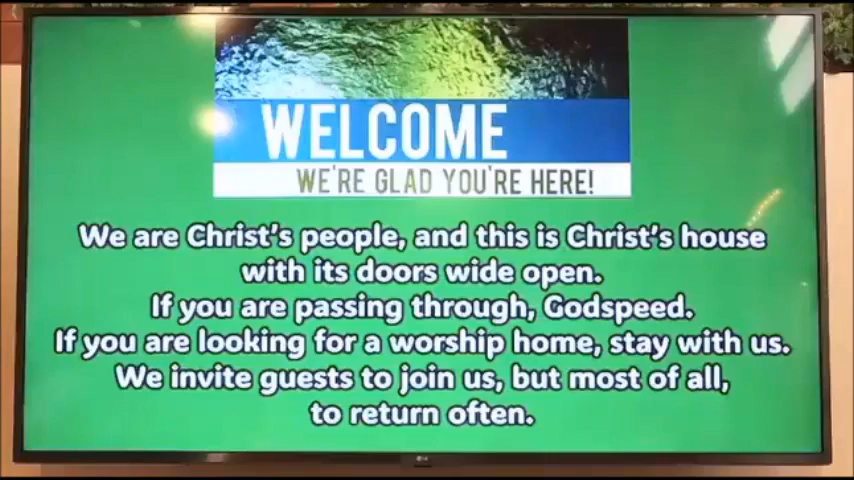 WELCOME
WE'RE GLAD YOU'RE HERE!
We are Christ's people, and this is Christ's house
with its doors wide open.
If you are passing through, Godspeed.
If you are looking for a worship home, stay with us.
We invite guests to join us, but most of all,
to return often.
LG